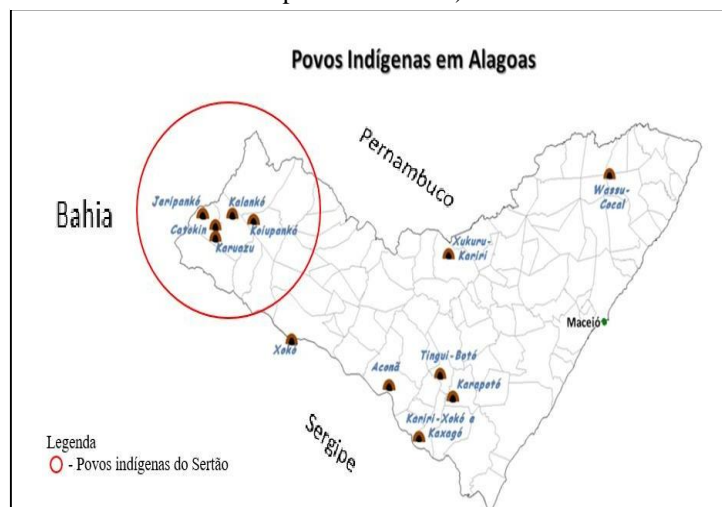 Povos Indígenas em Alagoas
Pernambuco
Bahia
Jeripankó
Kalankó
Catokin
Koiupankó
Karuazu
Wassu-
Cocal
Xukuru-
Kariri
Maceió
Xokó
Aconã
Tingui-Botó
Karapotó
Kariri-Xokó e
Kaxagó
Sergipe
Legenda
- Povos indígenas do Sertão